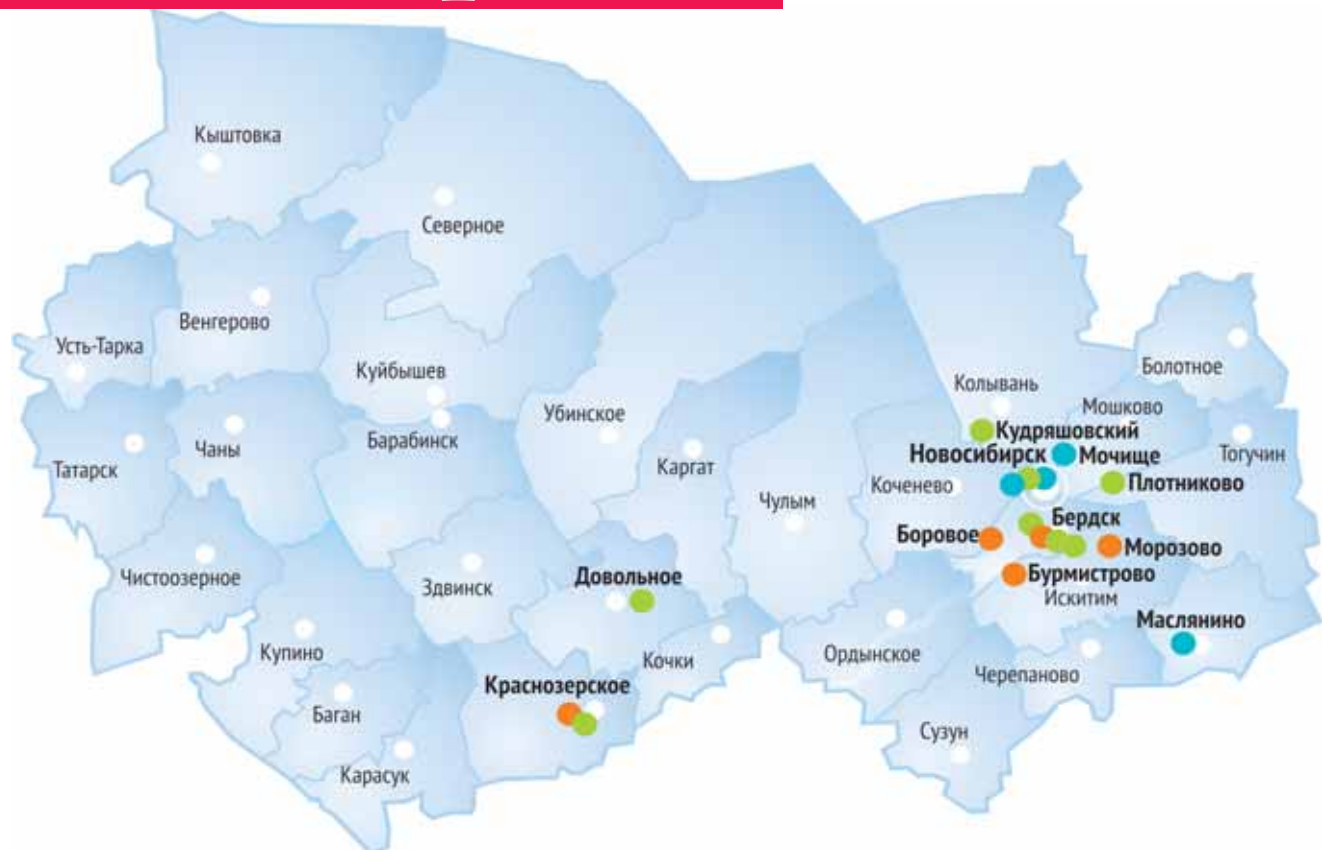 Кыштовка
Северное
Венгерово
Усть-Тарка
Куйбышев
Болотное
Колывань
Мошково
Убинское
Кудряшовский
Барабинск
Чаны
Новосибирск
Мочище
Тогучин
Татарск
Каргат
Коченево
Плотниково
Чулым
Бердск
Боровое
Морозово
Чистоозерное
Довольное
Здвинск
Бурмистрово
Искитим
Маслянино
Купино
Кочки
Ордынское
Черепаново
Краснозерское
Баган
Сузун
Карасук